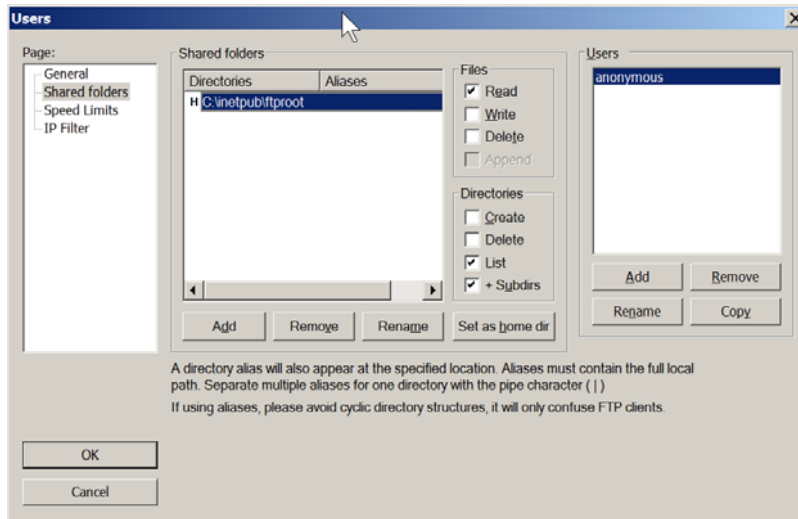 Users
Page:
General
Shared folders
Speed Limits
IP Filter
Shared folders
Directories Aliases
H C:\inetpub\ftproot
Files
Read
Write
Delete
Append
Directories
Create
Delete
List
+ Subdirs
Add Remove Rename Set as home dir
Users
anonymous
Add Remove
Rename Copy
A directory alias will also appear at the specified location. Aliases must contain the full local
path. Separate multiple aliases for one directory with the pipe character ( | )
If using aliases, please avoid cyclic directory structures, it will only confuse FTP clients.
OK
Cancel